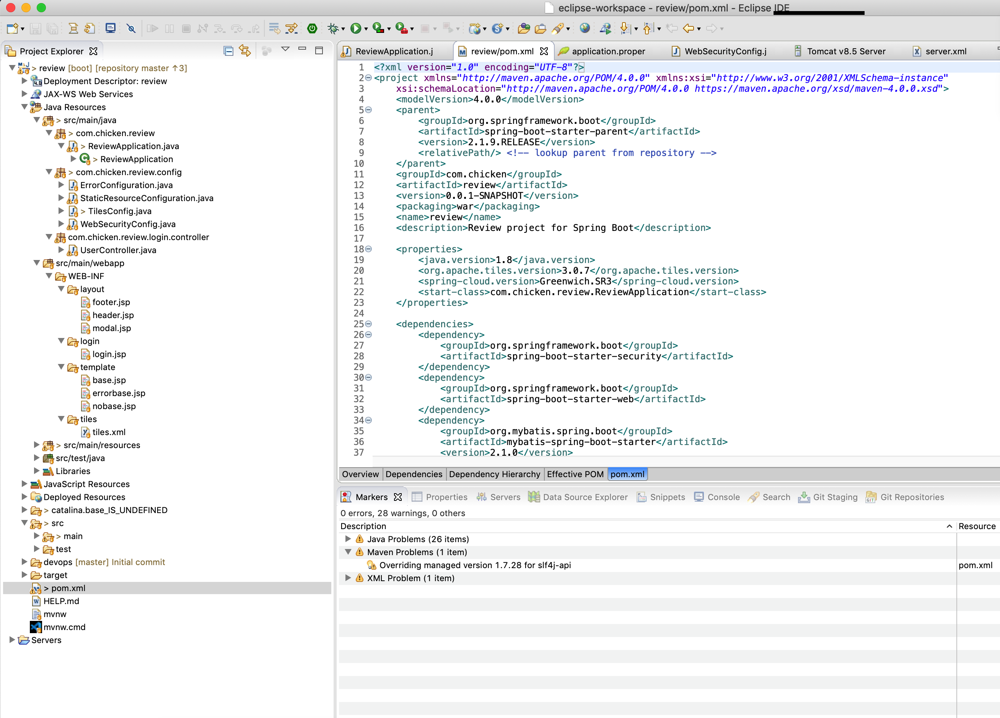 eclipse-workspace - review/pom.xml - Eclipse IDE
Project Explorer
> review [boot] [repository master ↑3]
Deployment Descriptor: review
JAX-WS Web Services
Java Resources
> src/main/java
> com.chicken.review
> ReviewApplication.java
> ReviewApplication
> com.chicken.review.config
ErrorConfiguration.java
StaticResourceConfiguration.java
> TilesConfig.java
WebSecurityConfig.java
com.chicken.review.login.controller
UserController.java
src/main/webapp
WEB-INF
layout
footer.jsp
header.jsp
modal.jsp
login
login.jsp
template
base.jsp
errorbase.jsp
nobase.jsp
tiles
tiles.xml
> src/main/resources
src/test/java
Libraries
JavaScript Resources
Deployed Resources
> catalina.base_IS_UNDEFINED
> src
> main
test
devops [master] Initial commit
target
> pom.xml
HELP.md
mvnw
mvnw.cmd
Servers
ReviewApplication.j review/pom.xml application.proper WebSecurityConfig.j Tomcat v8.5 Server server.xml
1 <?xml version="1.0" encoding="UTF-8"?>
2 <project xmlns="http://maven.apache.org/POM/4.0.0" xmlns:xsi="http://www.w3.org/2001/XMLSchema-instance"
3 xsi:schemaLocation="http://maven.apache.org/POM/4.0.0 https://maven.apache.org/xsd/maven-4.0.0.xsd">
4 <modelVersion>4.0.0</modelVersion>
5 <parent>
6 <groupId>org.springframework.boot</groupId>
7 <artifactId>spring-boot-starter-parent</artifactId>
8 <version>2.1.9.RELEASE</version>
9 <relativePath/> <!-- lookup parent from repository -->
10 </parent>
11 <groupId>com.chicken</groupId>
12 <artifactId>review</artifactId>
13 <version>0.0.1-SNAPSHOT</version>
14 <packaging>war</packaging>
15 <name>review</name>
16 <description>Review project for Spring Boot</description>
17
18 <properties>
19 <java.version>1.8</java.version>
20 <org.apache.tiles.version>3.0.7</org.apache.tiles.version>
21 <spring-cloud.version>Greenwich.SR3</spring-cloud.version>
22 <start-class>com.chicken.review.ReviewApplication</start-class>
23 </properties>
24
25 <dependencies>
26 <dependency>
27 <groupId>org.springframework.boot</groupId>
28 <artifactId>spring-boot-starter-security</artifactId>
29 </dependency>
30 <dependency>
31 <groupId>org.springframework.boot</groupId>
32 <artifactId>spring-boot-starter-web</artifactId>
33 </dependency>
34 <dependency>
35 <groupId>org.mybatis.spring.boot</groupId>
36 <artifactId>mybatis-spring-boot-starter</artifactId>
37 <version>2.1.0</version>
Overview Dependencies Dependency Hierarchy Effective POM pom.xml
Markers Properties Servers Data Source Explorer Snippets Console Search Git Staging Git Repositories
0 errors, 28 warnings, 0 others
Description Resource
Java Problems (26 items)
Maven Problems (1 item)
Overriding managed version 1.7.28 for slf4j-api pom.xml
XML Problem (1 item)